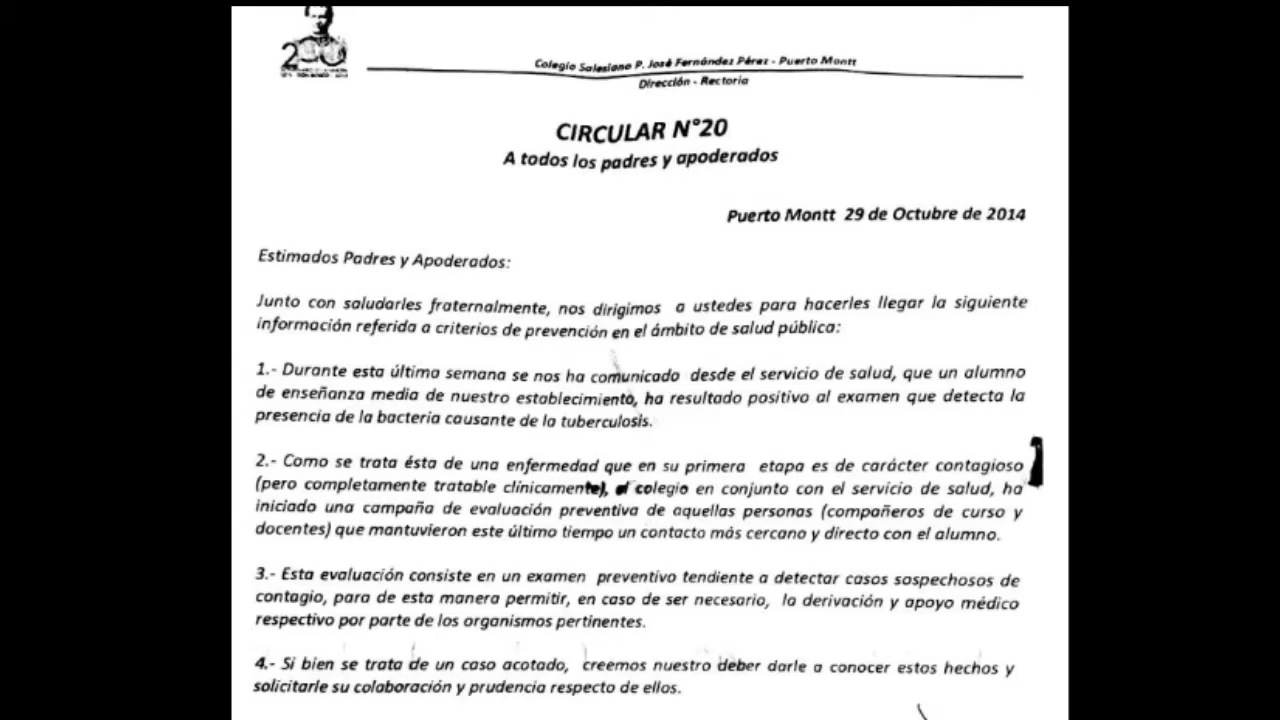 200
Colegio Salesiano P. José Fernández Pérez - Puerto Montt
Dirección - Rectoria
CIRCULAR N°20
A todos los padres y apoderados
Puerto Montt 29 de Octubre de 2014
Estimados Padres y Apoderados:
Junto con saludarles fraternalmente, nos dirigimos a ustedes para hacerles llegar la siguiente
información referida a criterios de prevención en el ámbito de salud pública:
1.- Durante esta última semana se nos ha comunicado desde el servicio de salud, que un alumno
de enseñanza media de nuestro establecimiento, ha resultado positivo al examen que detecta la
presencia de la bacteria causante de la tuberculosis.
2.- Como se trata ésta de una enfermedad que en su primera etapa es de carácter contagioso
(pero completamente tratable clínicamente), el colegio en conjunto con el servicio de salud, ha
iniciado una campaña de evaluación preventiva de aquellas personas (compañeros de curso y
docentes) que mantuvieron este último tiempo un contacto más cercano y directo con el alumno.
3.- Esta evaluación consiste en un examen preventivo tendiente a detectar casos sospechosos de
contagio, para de esta manera permitir, en caso de ser necesario, la derivación y apoyo médico
respectivo por parte de los organismos pertinentes.
4.- Si bien se trata de un caso acotado, creemos nuestro deber darle a conocer estos hechos y
solicitarle su colaboración y prudencia respecto de ellos.